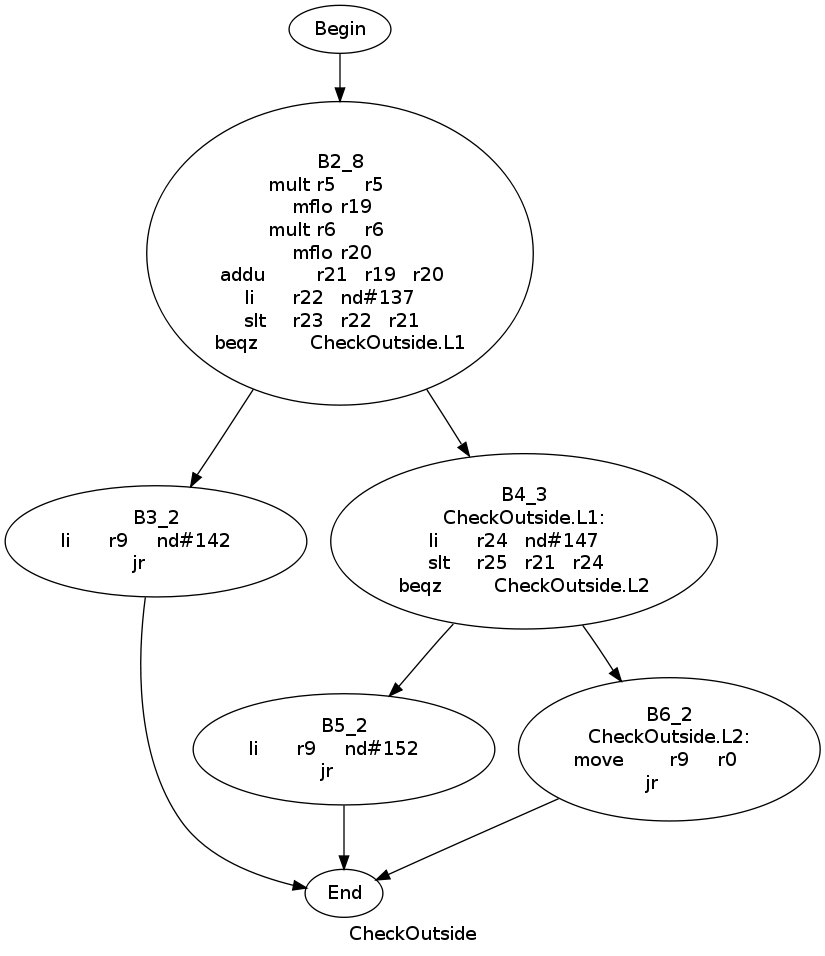 Begin
B2_8
mult r5 r5
mflo r19
mult r6 r6
mflo r20
addu r21 r19 r20
li r22 nd#137
slt r23 r22 r21
beqz CheckOutside.L1
B3_2
li r9 nd#142
jr
B4_3
CheckOutside.L1:
li r24 nd#147
slt r25 r21 r24
beqz CheckOutside.L2
B5_2
li r9 nd#152
jr
B6_2
CheckOutside.L2:
move r9 r0
jr
End
CheckOutside